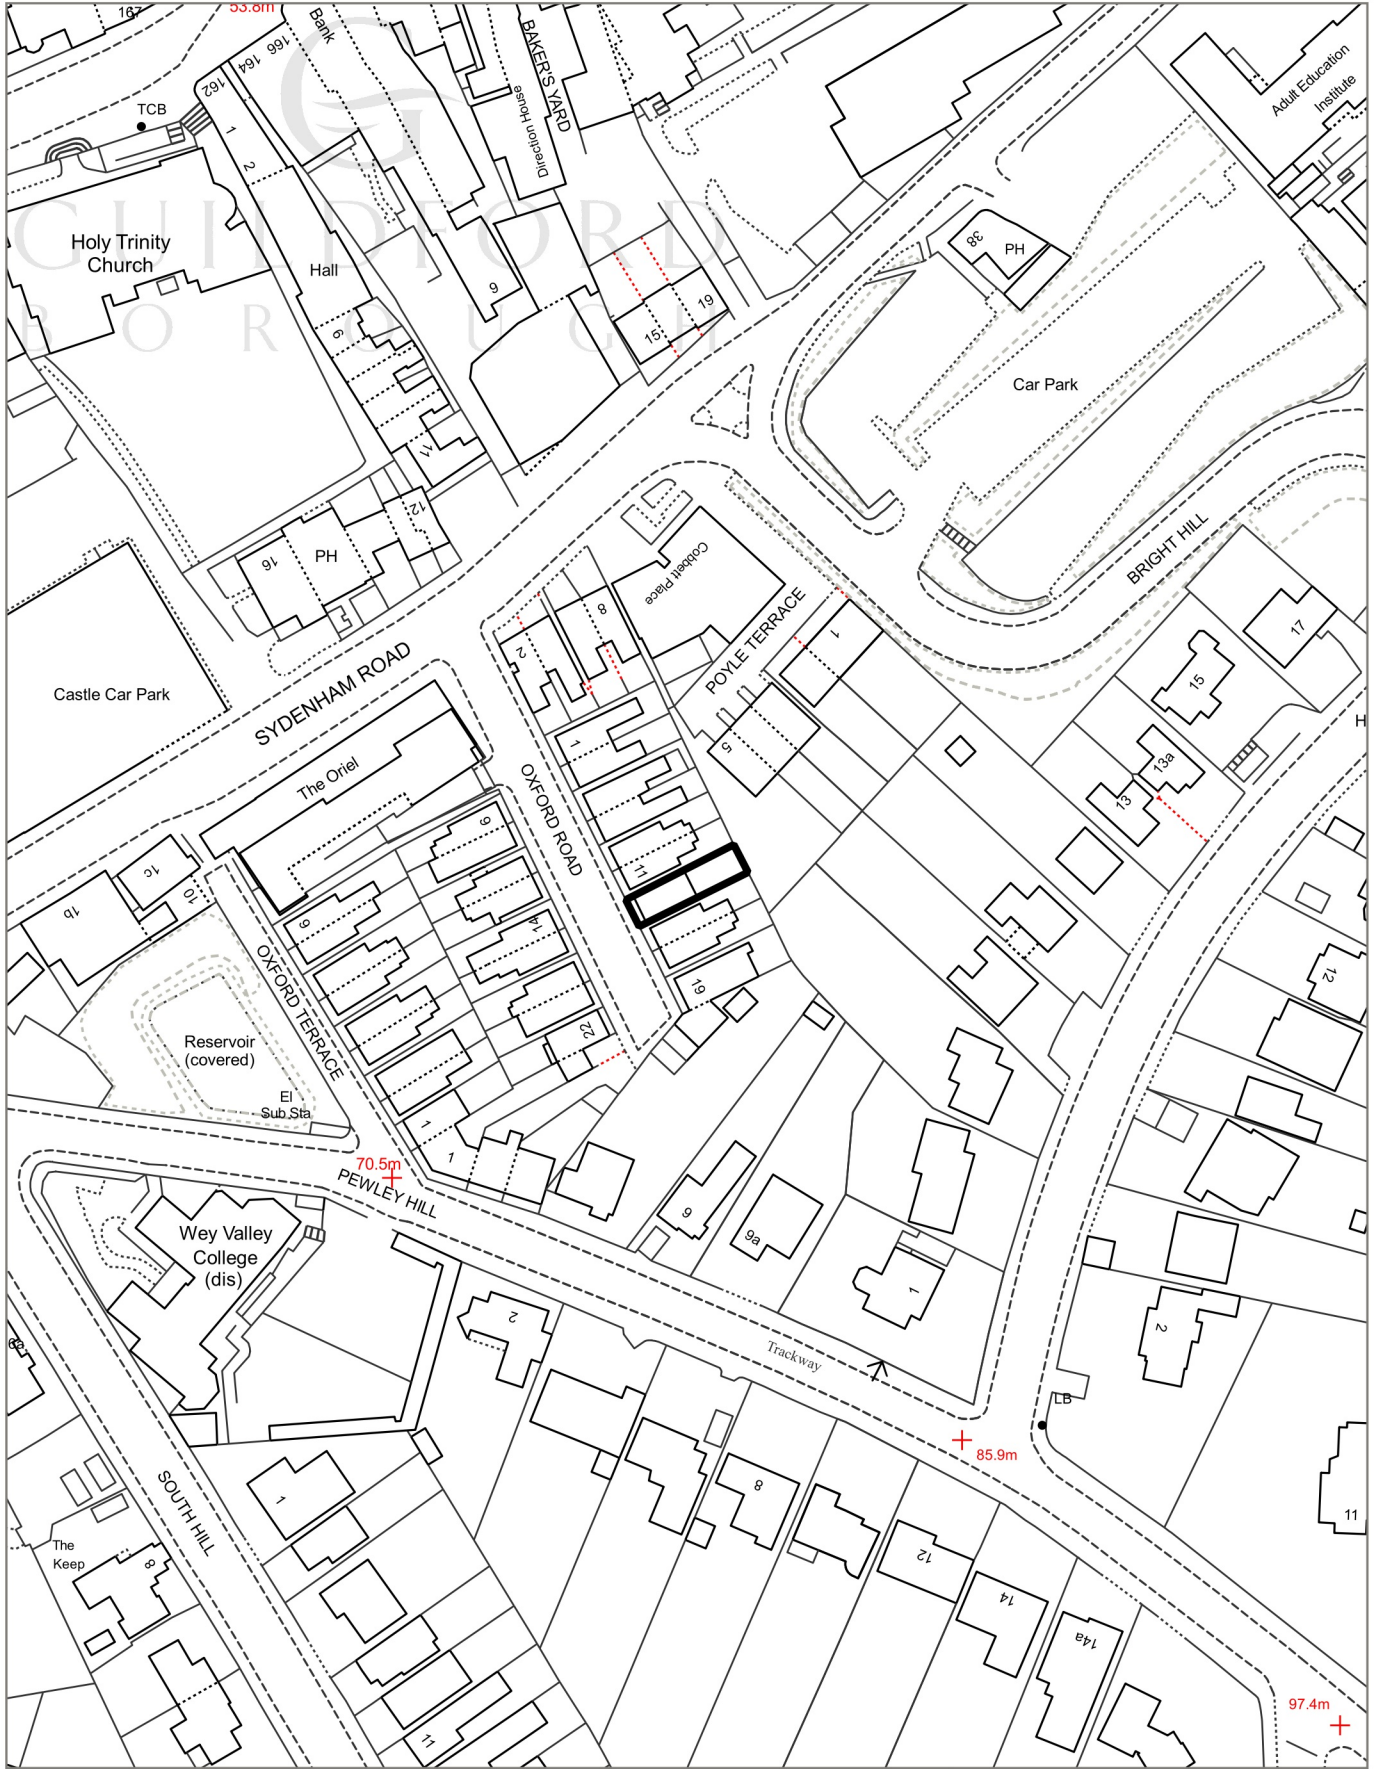 167
53.8m
Bank
166
164
162
BAKER'S YARD
Direction House
Adult Education
Institute
TCB
1
2
GUILDFORD
BOROUGH
Holy Trinity
Church
Hall
38
PH
6
9
19
15
Car Park
11
12
16
PH
Cobbett Place
BRIGHT HILL
8
2
POYLE TERRACE
1
17
15
SYDENHAM ROAD
Castle Car Park
1
5
13a
13
The Oriel
OXFORD ROAD
6
11
1c
10
1b
9
14
OXFORD TERRACE
19
12
22
Reservoir
(covered)
El
Sub Sta
1
1
70.5m
PEWLEY HILL
9
9a
Wey Valley
College
(dis)
1
2
2
Trackway
LB
85.9m
SOUTH HILL
1
8
11
The
Keep
8
12
14
14a
97.4m
11